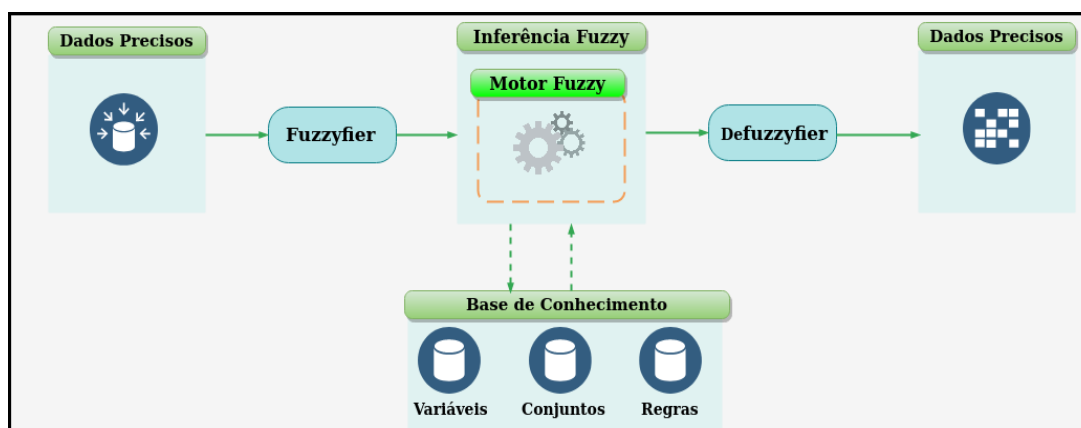 Dados Precisos
Inferência Fuzzy
Dados Precisos
Motor Fuzzy
Fuzzyfier
Defuzzyfier
Base de Conhecimento
Variáveis
Conjuntos
Regras